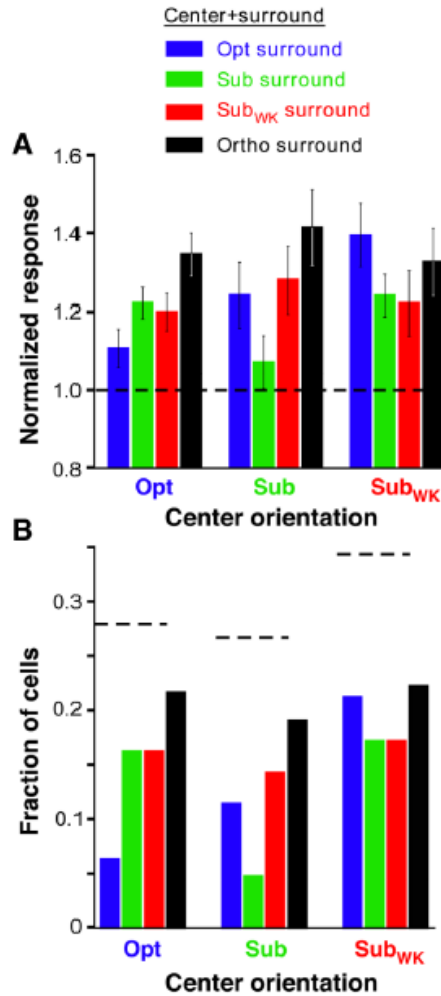 Center+surround
Opt surround
Sub surround
SubWK surround
Ortho surround
A
1.6
1.4
1.2
1.0
0.8
Normalized response
Opt Sub SubWK
Center orientation
B
0.3
0.2
0.1
0
Fraction of cells
Opt Sub SubWK
Center orientation